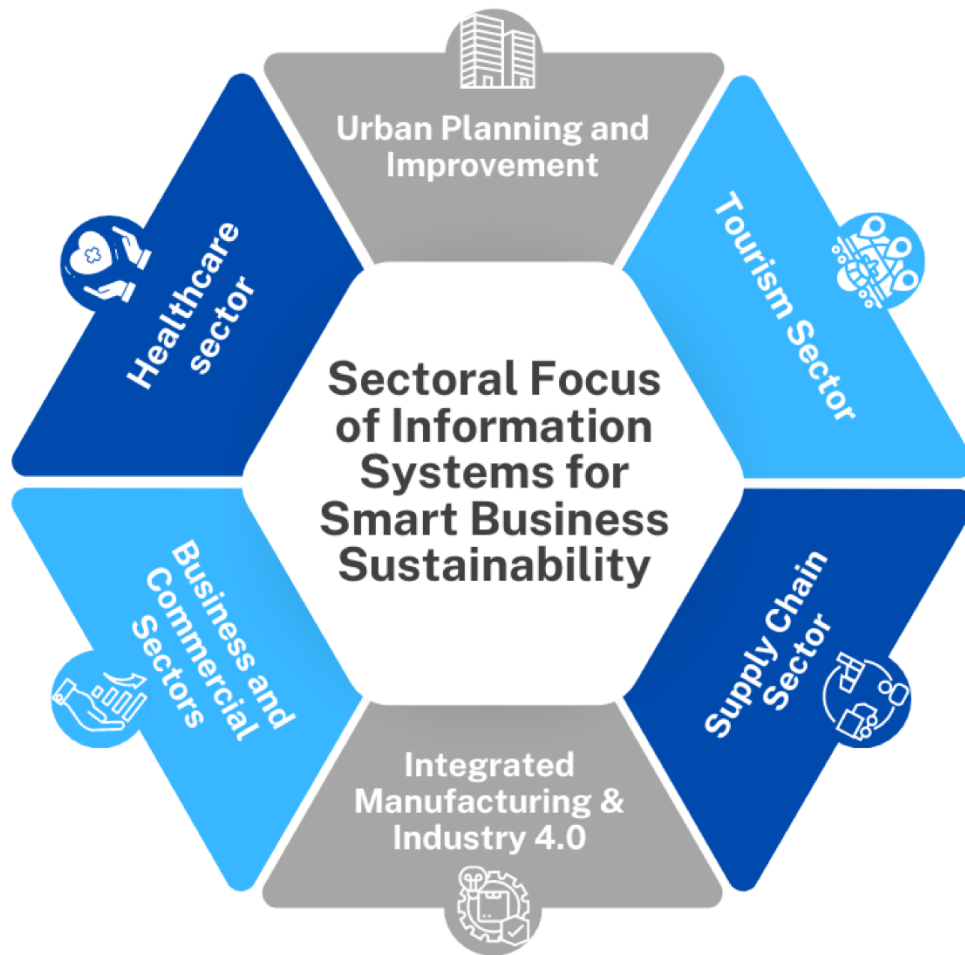 Urban Planning and
Improvement
Tourism Sector
Supply Chain
Sector
Integrated
Manufacturing &
Industry 4.0
Business and
Commercial
Sectors
Healthcare
sector
Sectoral Focus
of Information
Systems for
Smart Business
Sustainability